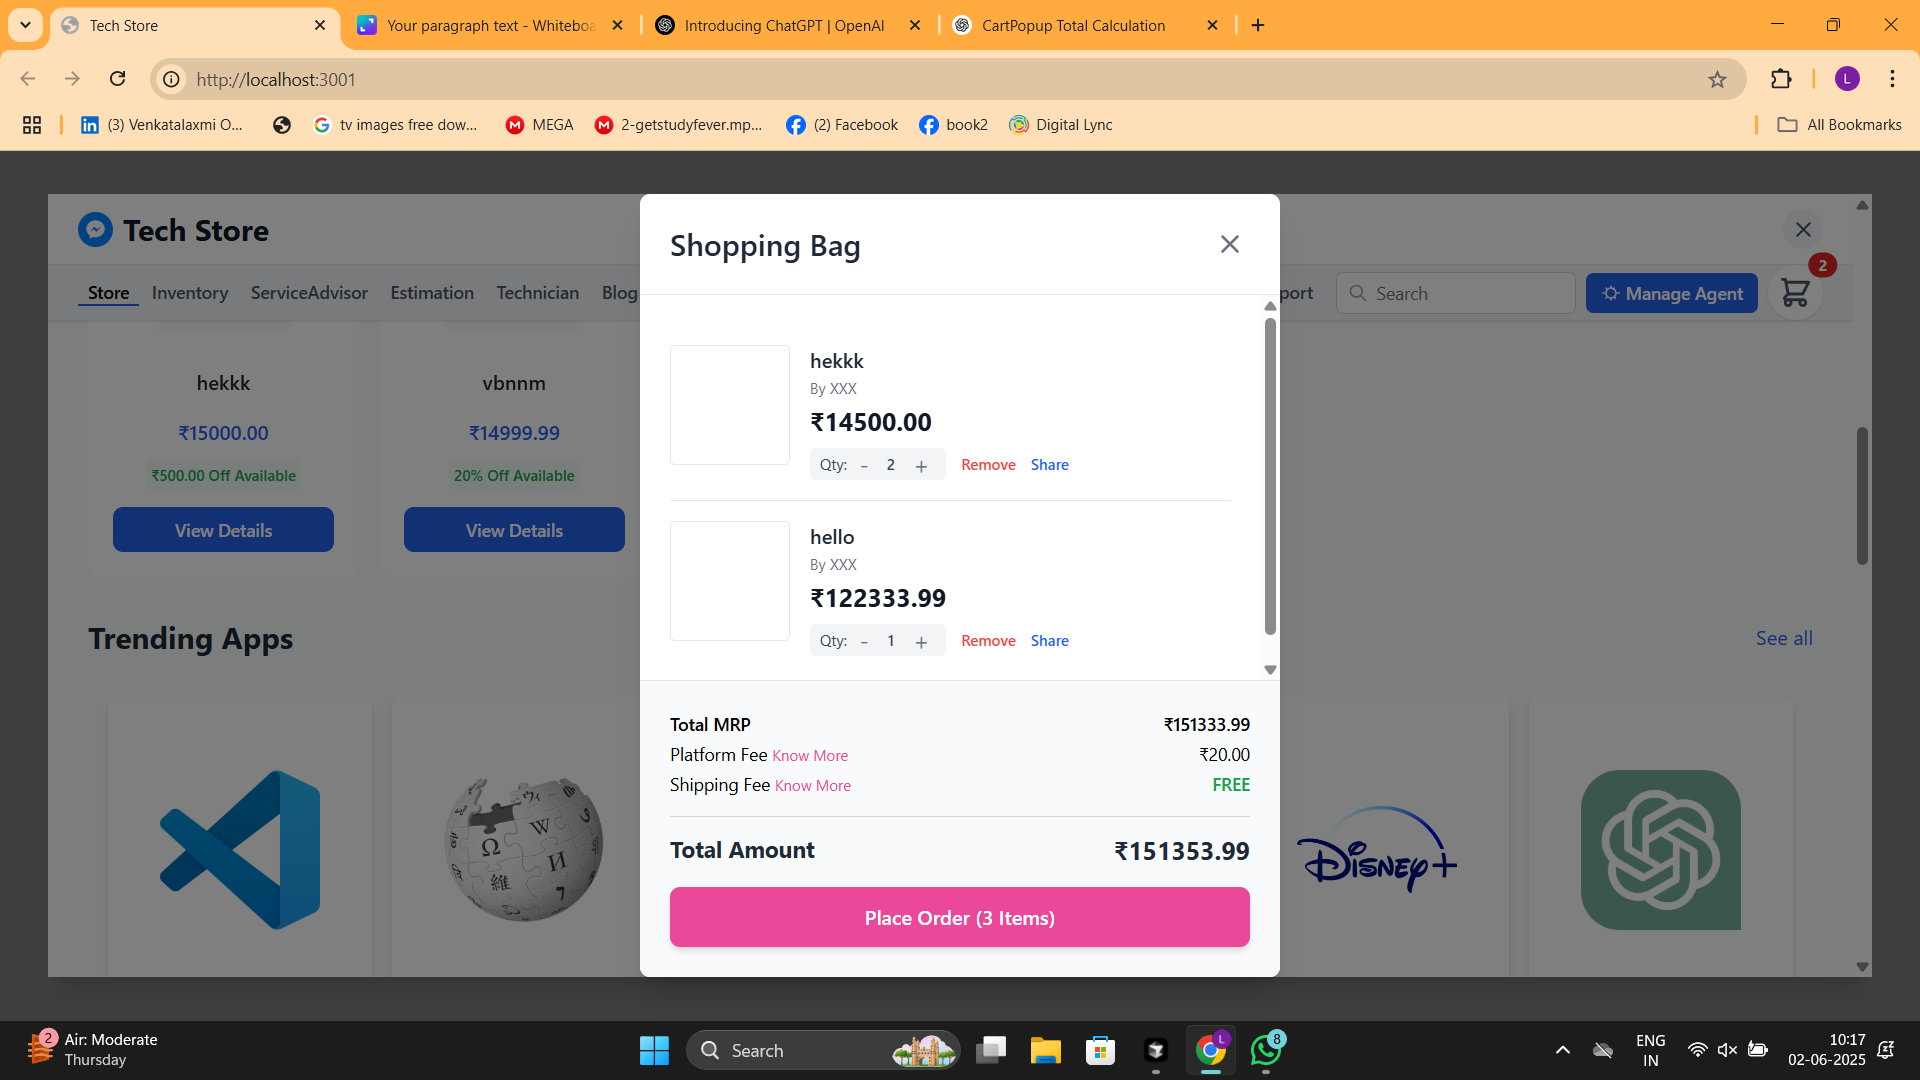 Tech Store
Your paragraph text - Whiteboa
Introducing ChatGPT | OpenAI
CartPopup Total Calculation
http://localhost:3001
L
(3) Venkatalaxmi O...
tv images free dow...
MEGA
2-getstudyfever.mp...
(2) Facebook
book2
Digital Lync
All Bookmarks
Tech Store
Store
Inventory
ServiceAdvisor
Estimation
Technician
Blog
port
Search
Manage Agent
2
hekkk
₹15000.00
₹500.00 Off Available
View Details
vbnnm
₹14999.99
20% Off Available
View Details
Trending Apps
See all
Shopping Bag
hekkk
By XXX
₹14500.00
Qty: - 2 + Remove Share
hello
By XXX
₹122333.99
Qty: - 1 + Remove Share
Total MRP ₹151333.99
Platform Fee Know More ₹20.00
Shipping Fee Know More FREE
Total Amount ₹151353.99
Place Order (3 Items)
Disney+
2
Air: Moderate
Thursday
Search
L
8
ENG
IN
10:17
02-06-2025